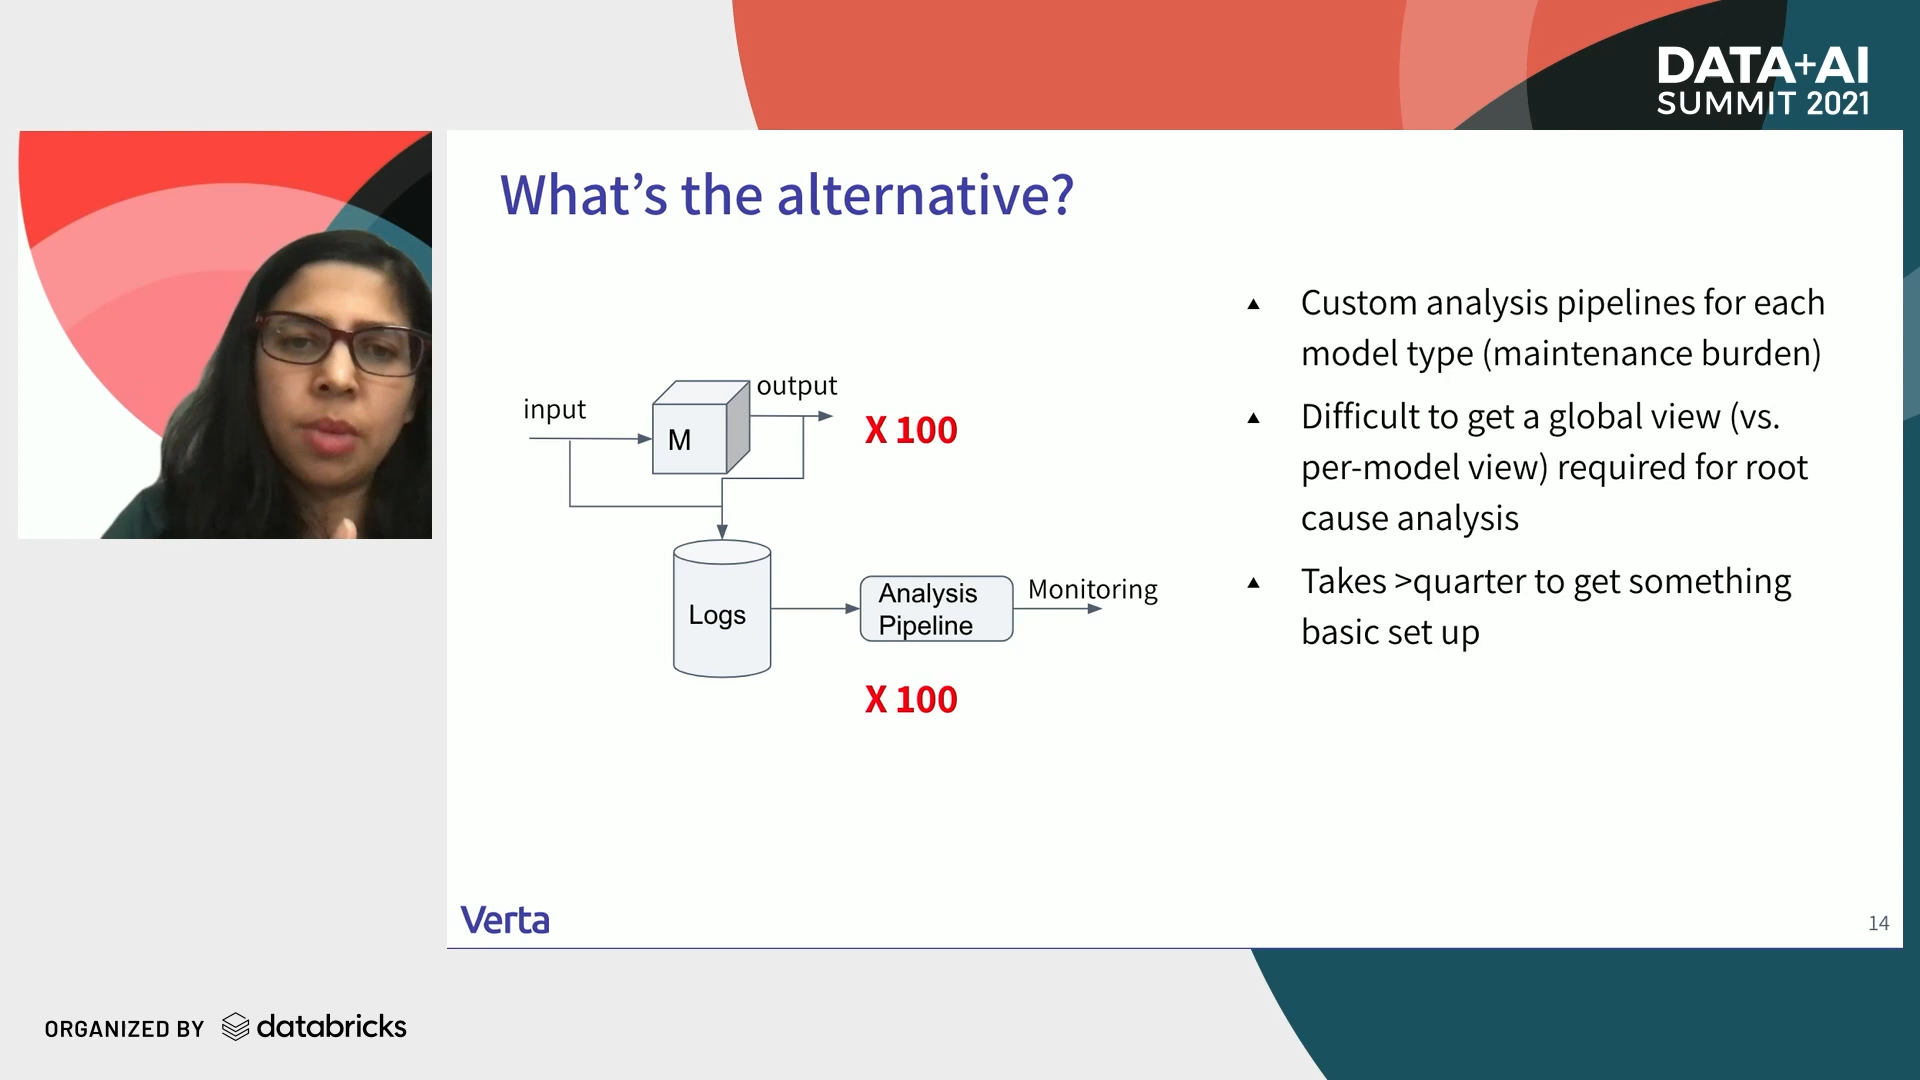 DATA+AI
SUMMIT 2021
What's the alternative?
input
M
output
X 100
Logs
Analysis
Pipeline
Monitoring
X 100
Custom analysis pipelines for each
model type (maintenance burden)
Difficult to get a global view (vs.
per-model view) required for root
cause analysis
Takes >quarter to get something
basic set up
Verta
14
ORGANIZED BY databricks